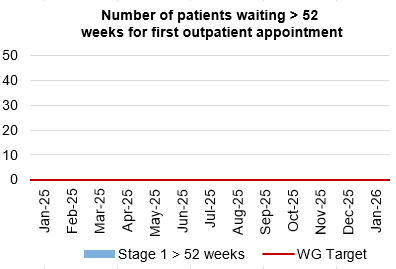 Number of patients waiting > 52
weeks for first outpatient appointment
50
40
30
20
10
0
Jan-25
Feb-25
Mar-25
Apr-25
May-25
Jun-25
Jul-25
Aug-25
Sep-25
Oct-25
Nov-25
Dec-25
Jan-26
Stage 1 > 52 weeks
WG Target